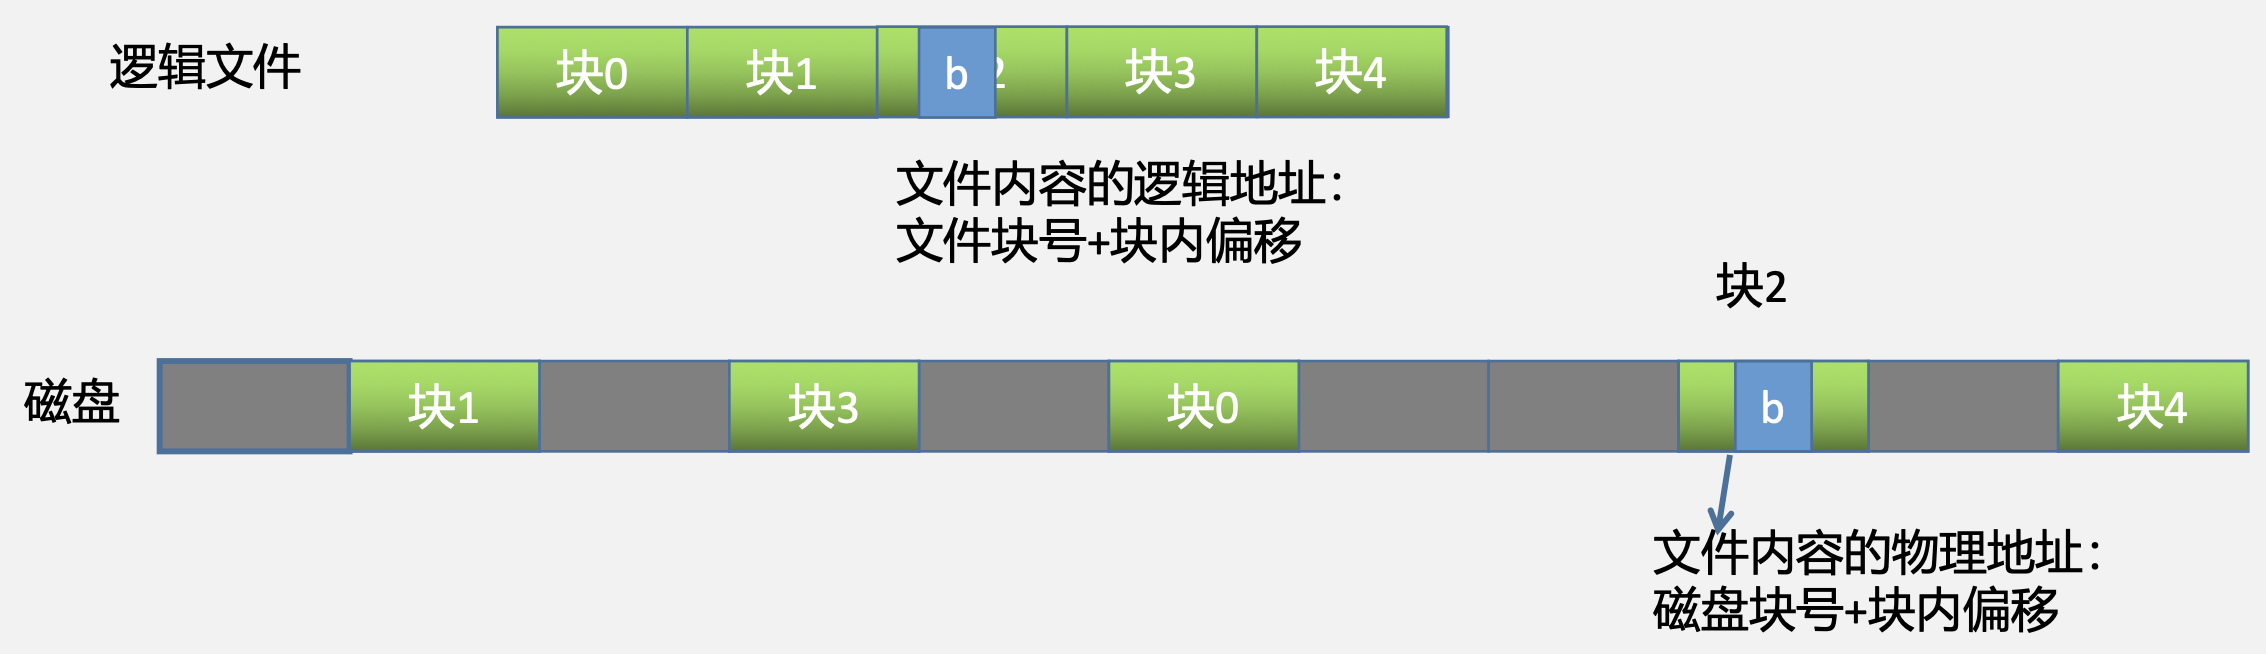 逻辑文件
块0 块1 b 2 块3 块4
文件内容的逻辑地址：
文件块号+块内偏移
块2
磁盘
块1 块3 块0 b 块4
文件内容的物理地址：
磁盘块号+块内偏移